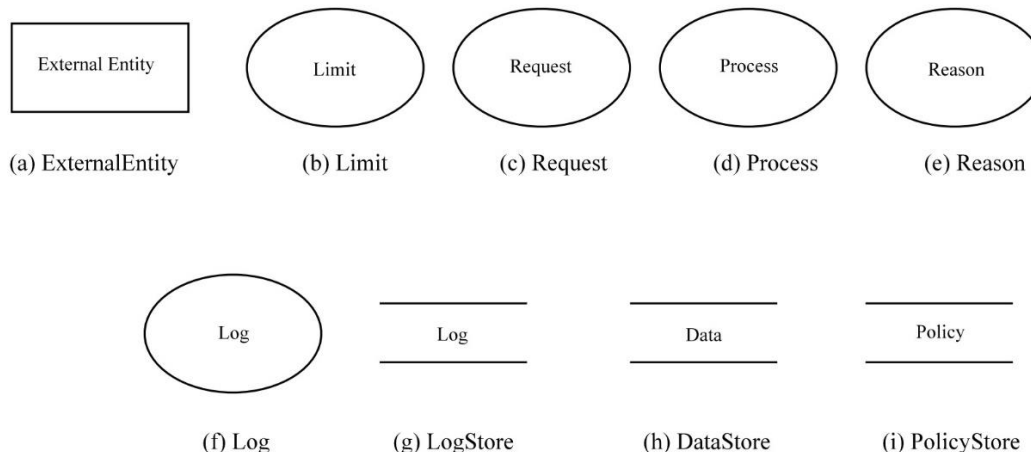 External Entity
Limit
Request
Process
Reason
(a) ExternalEntity
(b) Limit
(c) Request
(d) Process
(e) Reason
Log
Log
Data
Policy
(f) Log
(g) LogStore
(h) DataStore
(i) PolicyStore